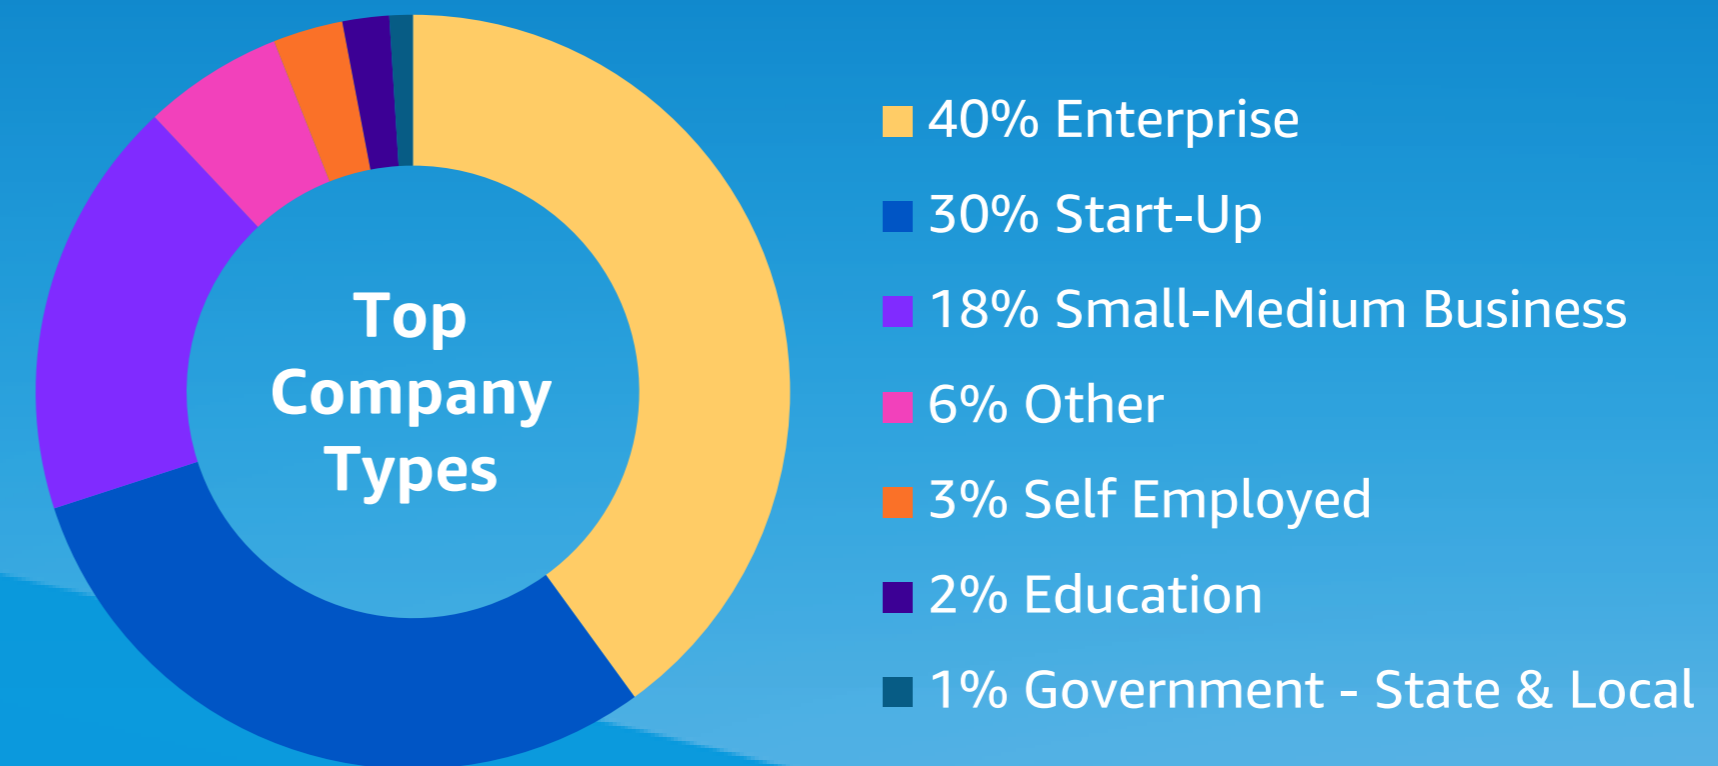 Top
Company
Types
40% Enterprise
30% Start-Up
18% Small-Medium Business
6% Other
3% Self Employed
2% Education
1% Government - State & Local